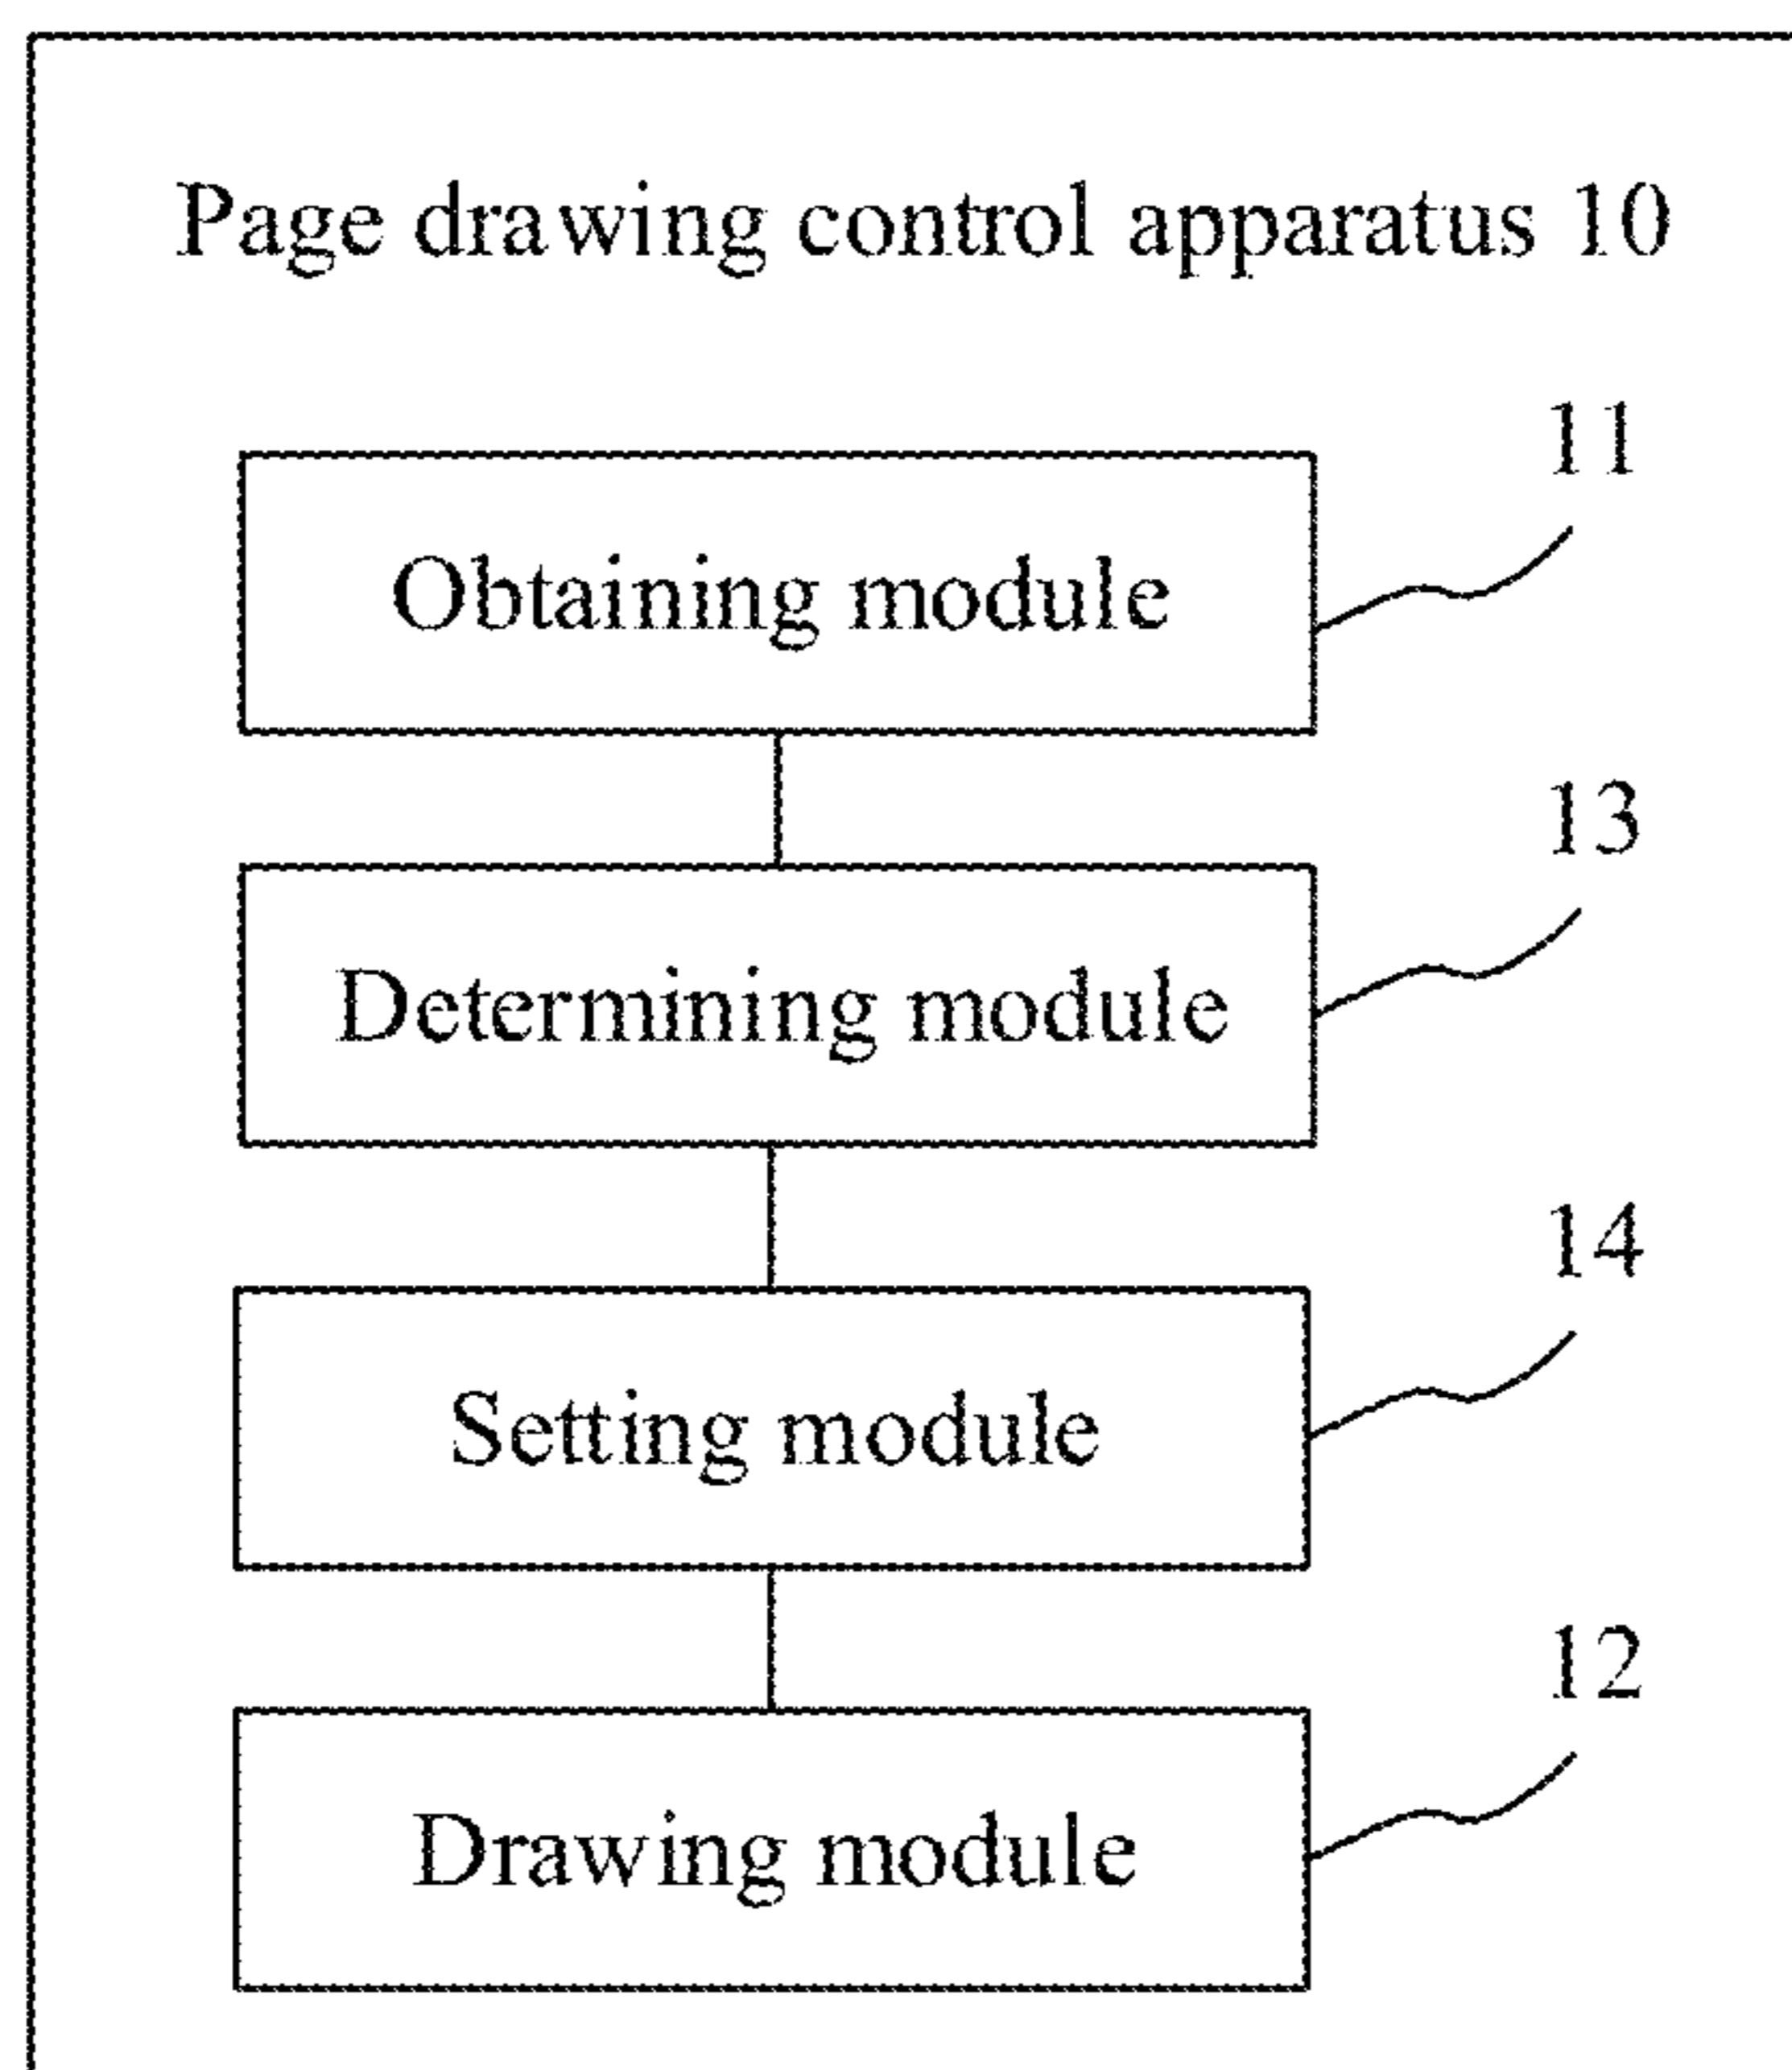 Page drawing control apparatus 10
11
Obtaining module
13
Determining module
14
Setting module
12
Drawing module